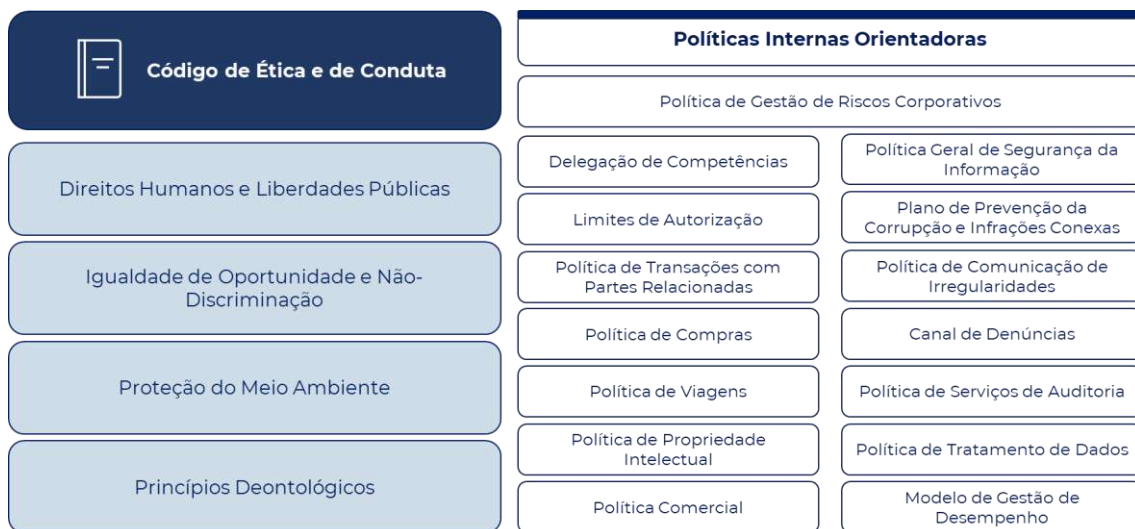 Código de Ética e de Conduta
Direitos Humanos e Liberdades Públicas
Igualdade de Oportunidade e Não-
Discriminação
Proteção do Meio Ambiente
Princípios Deontológicos
Políticas Internas Orientadoras
Política de Gestão de Riscos Corporativos
Delegação de Competências
Limites de Autorização
Política de Transações com
Partes Relacionadas
Política de Compras
Política de Viagens
Política de Propriedade
Intelectual
Política Comercial
Política Geral de Segurança da
Informação
Plano de Prevenção da
Corrupção e Infrações Conexas
Política de Comunicação de
Irregularidades
Canal de Denúncias
Política de Serviços de Auditoria
Política de Tratamento de Dados
Modelo de Gestão de
Desempenho